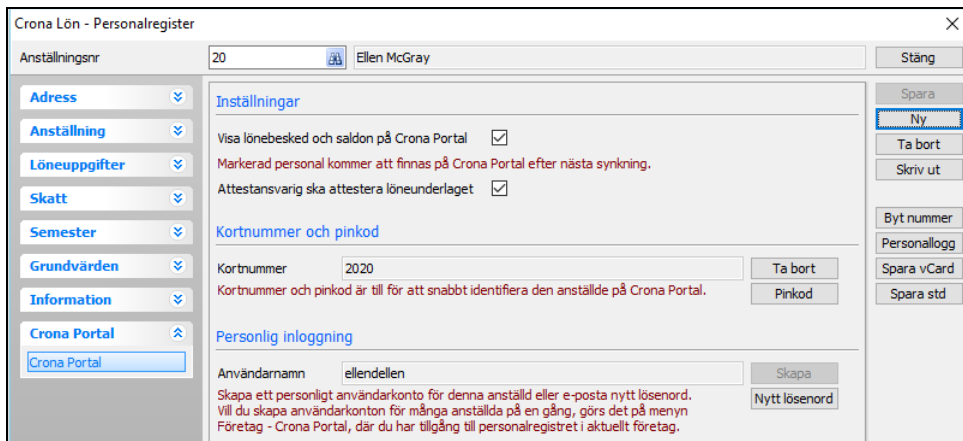 Crona Lön - Personalregister
Anställningsnr 20 Ellen McGray Stäng
Adress
Anställning
Löneuppgifter
Skatt
Semester
Grundvärden
Information
Crona Portal
Crona Portal
Inställningar
Visa lönebesked och saldon på Crona Portal
Markerad personal kommer att finnas på Crona Portal efter nästa synkning.
Attestansvarig ska attestera löneunderlaget
Kortnummer och pinkod
Kortnummer 2020 Ta bort
Kortnummer och pinkod är till för att snabbt identifiera den anställde på Crona Portal. Pinkod
Personlig inloggning
Användarnamn ellendellen Skapa
Skapa ett personligt användarkonto för denna anställd eller e-posta nytt lösenord. Nytt lösenord
Vill du skapa användarkonton för många anställda på en gång, görs det på menyn
Företag - Crona Portal, där du har tillgång till personalregistret i aktuellt företag.
Spara
Ny
Ta bort
Skriv ut
Byt nummer
Personallogg
Spara vCard
Spara std